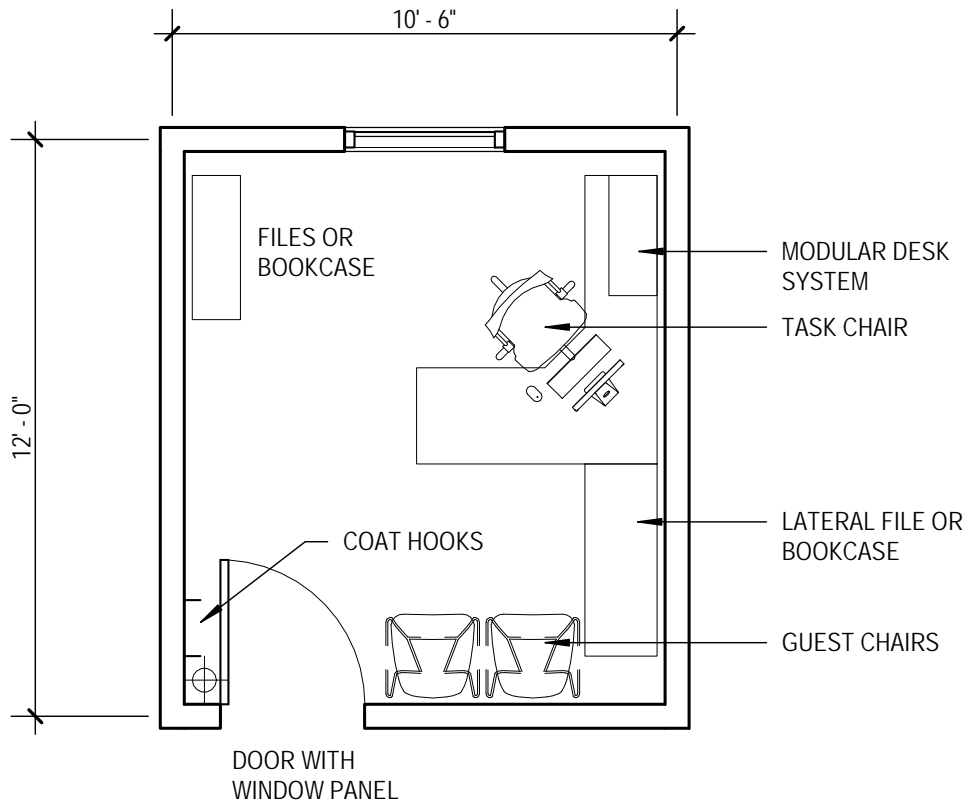 10' - 6"
12' - 0"
FILES OR
BOOKCASE
MODULAR DESK
SYSTEM
TASK CHAIR
COAT HOOKS
LATERAL FILE OR
BOOKCASE
GUEST CHAIRS
DOOR WITH
WINDOW PANEL